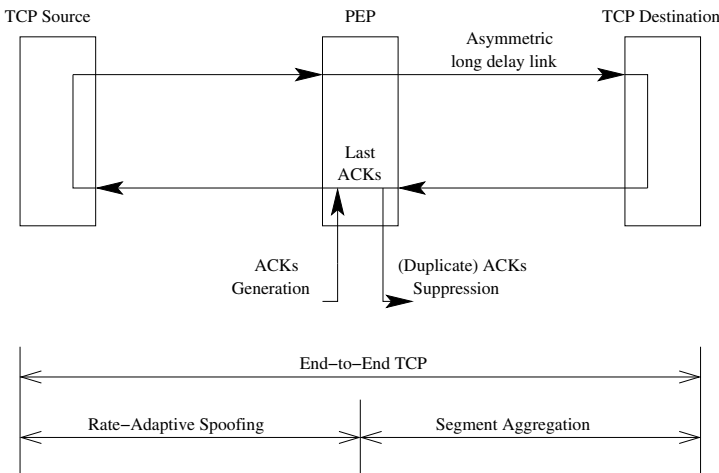 TCP Source
PEP
TCP Destination
Asymmetric
long delay link
Last
ACKs
ACKs
Generation
(Duplicate) ACKs
Suppression
End−to−End TCP
Rate−Adaptive Spoofing
Segment Aggregation